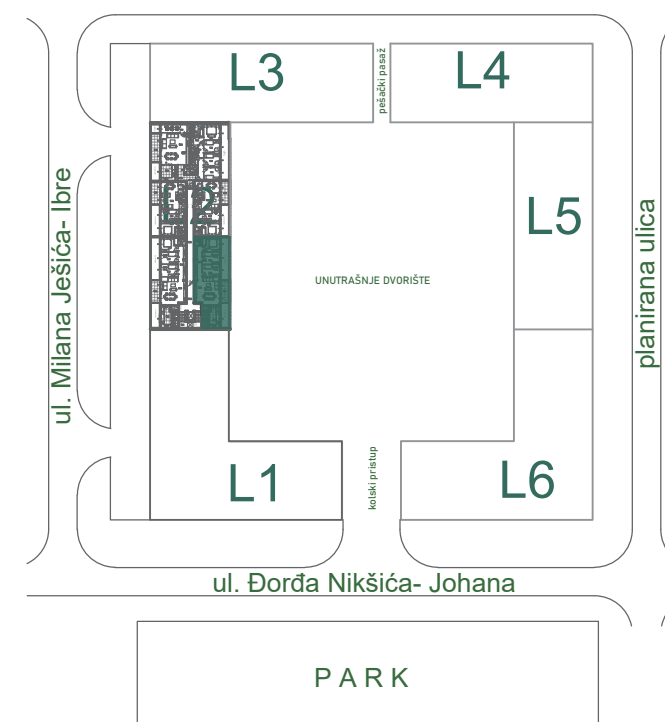 L3
pešački pasaž
L4
L2
L5
ul. Milana Ješića- Ibre
UNUTRAŠNJE DVORIŠTE
planirana ulica
L1
kolski pristup
L6
ul. Đorđa Nikšića- Johana
PARK